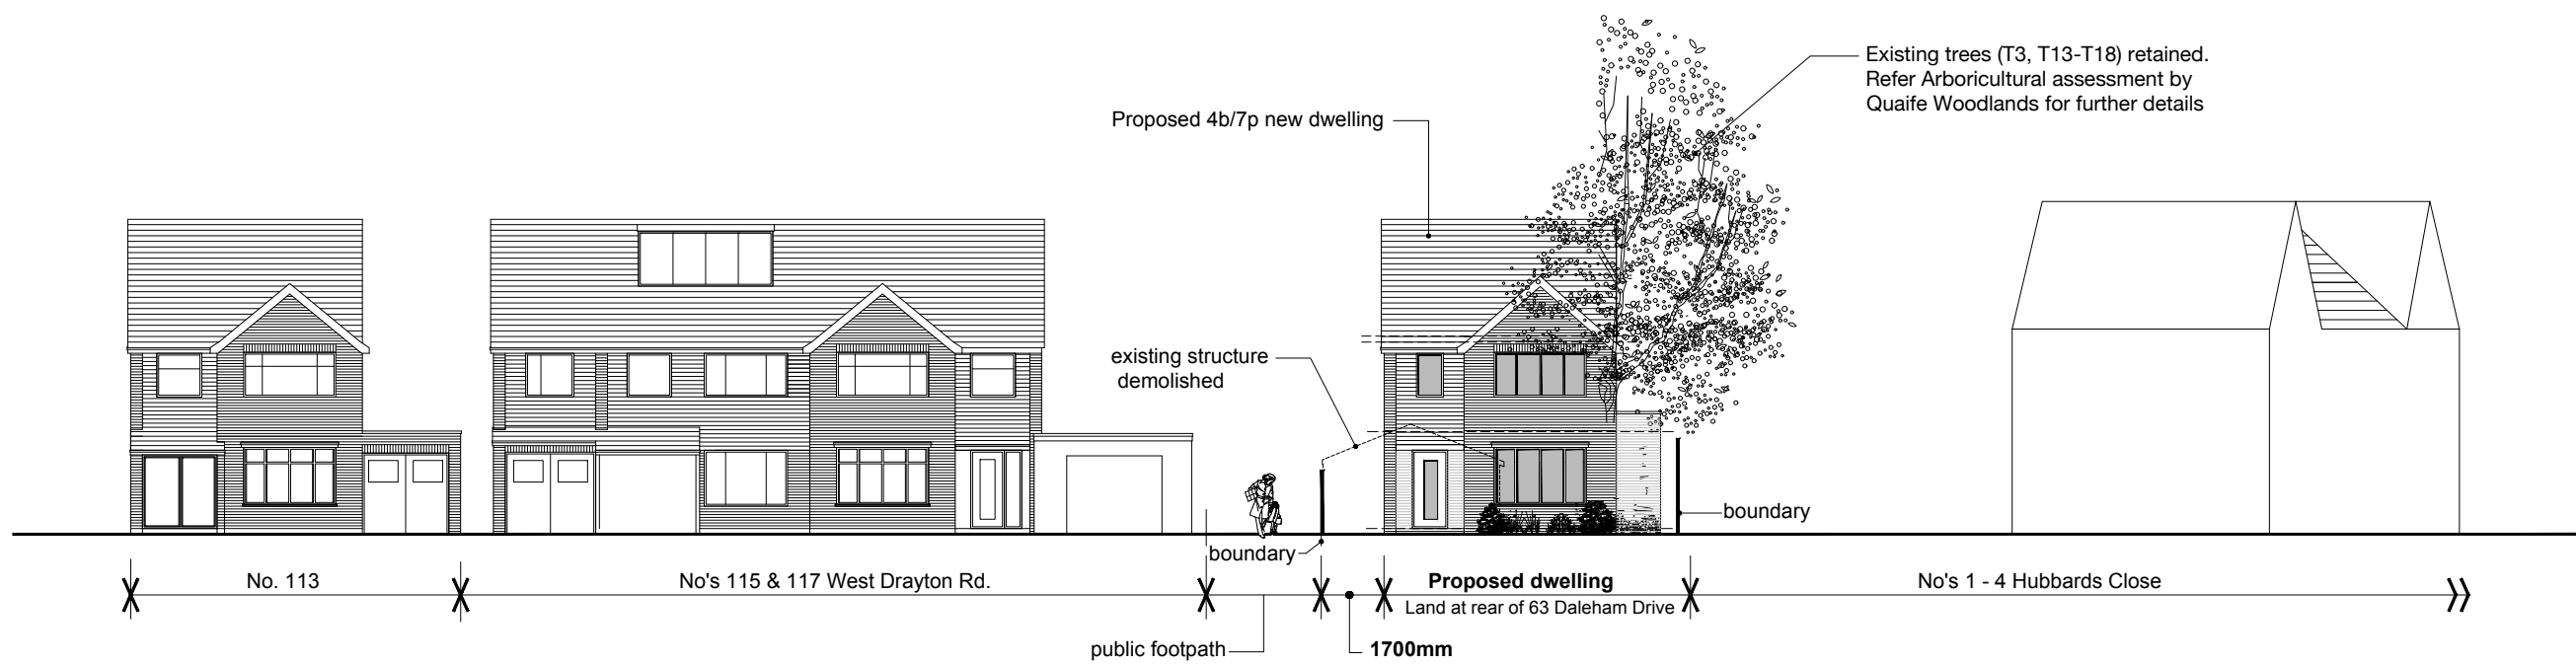 Existing trees (T3, T13-T18) retained.
Refer Arboricultural assessment by
Quaife Woodlands for further details
Proposed 4b/7p new dwelling
existing structure
demolished
boundary
boundary
No. 113
No's 115 & 117 West Drayton Rd.
Proposed dwelling
Land at rear of 63 Daleham Drive
No's 1 - 4 Hubbards Close
public footpath
1700mm